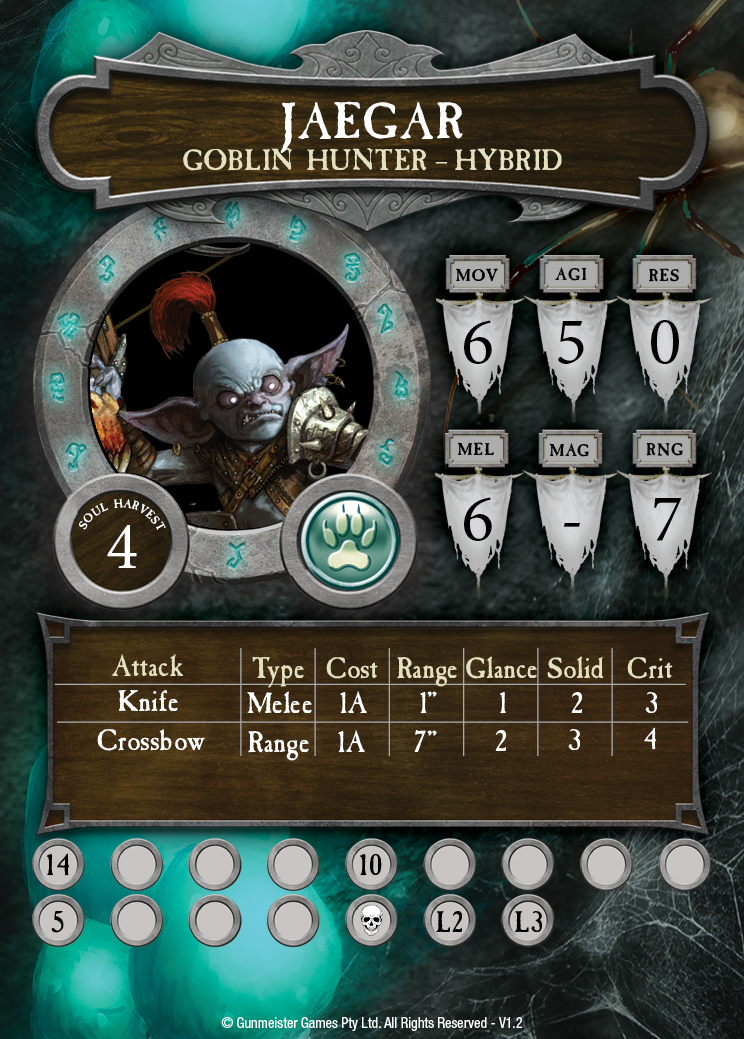 JAEGAR
GOBLIN HUNTER – HYBRID
MOV AGI RES
6 5 0
MEL MAG RNG
6 - 7
SOUL HARVEST
4
Attack Type Cost Range Glance Solid Crit
Knife Melee 1A 1" 1 2 3
Crossbow Range 1A 7" 2 3 4
14 10
5 L2 L3
© Gunmeister Games Pty Ltd. All Rights Reserved - V1.2